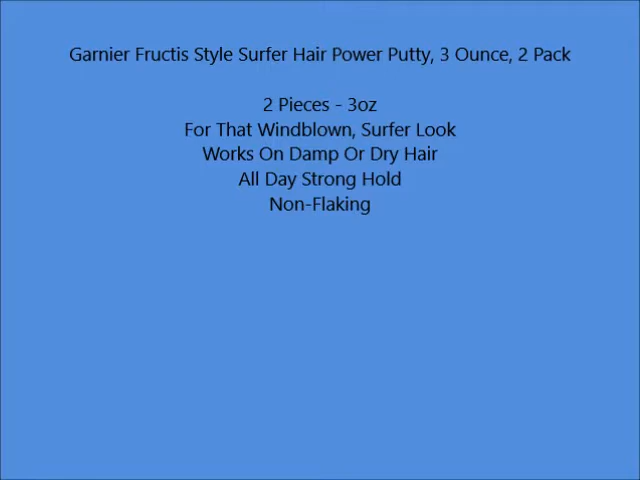 Garnier Fructis Style Surfer Hair Power Putty, 3 Ounce, 2 Pack
2 Pieces - 3oz
For That Windblown, Surfer Look
Works On Damp Or Dry Hair
All Day Strong Hold
Non-Flaking